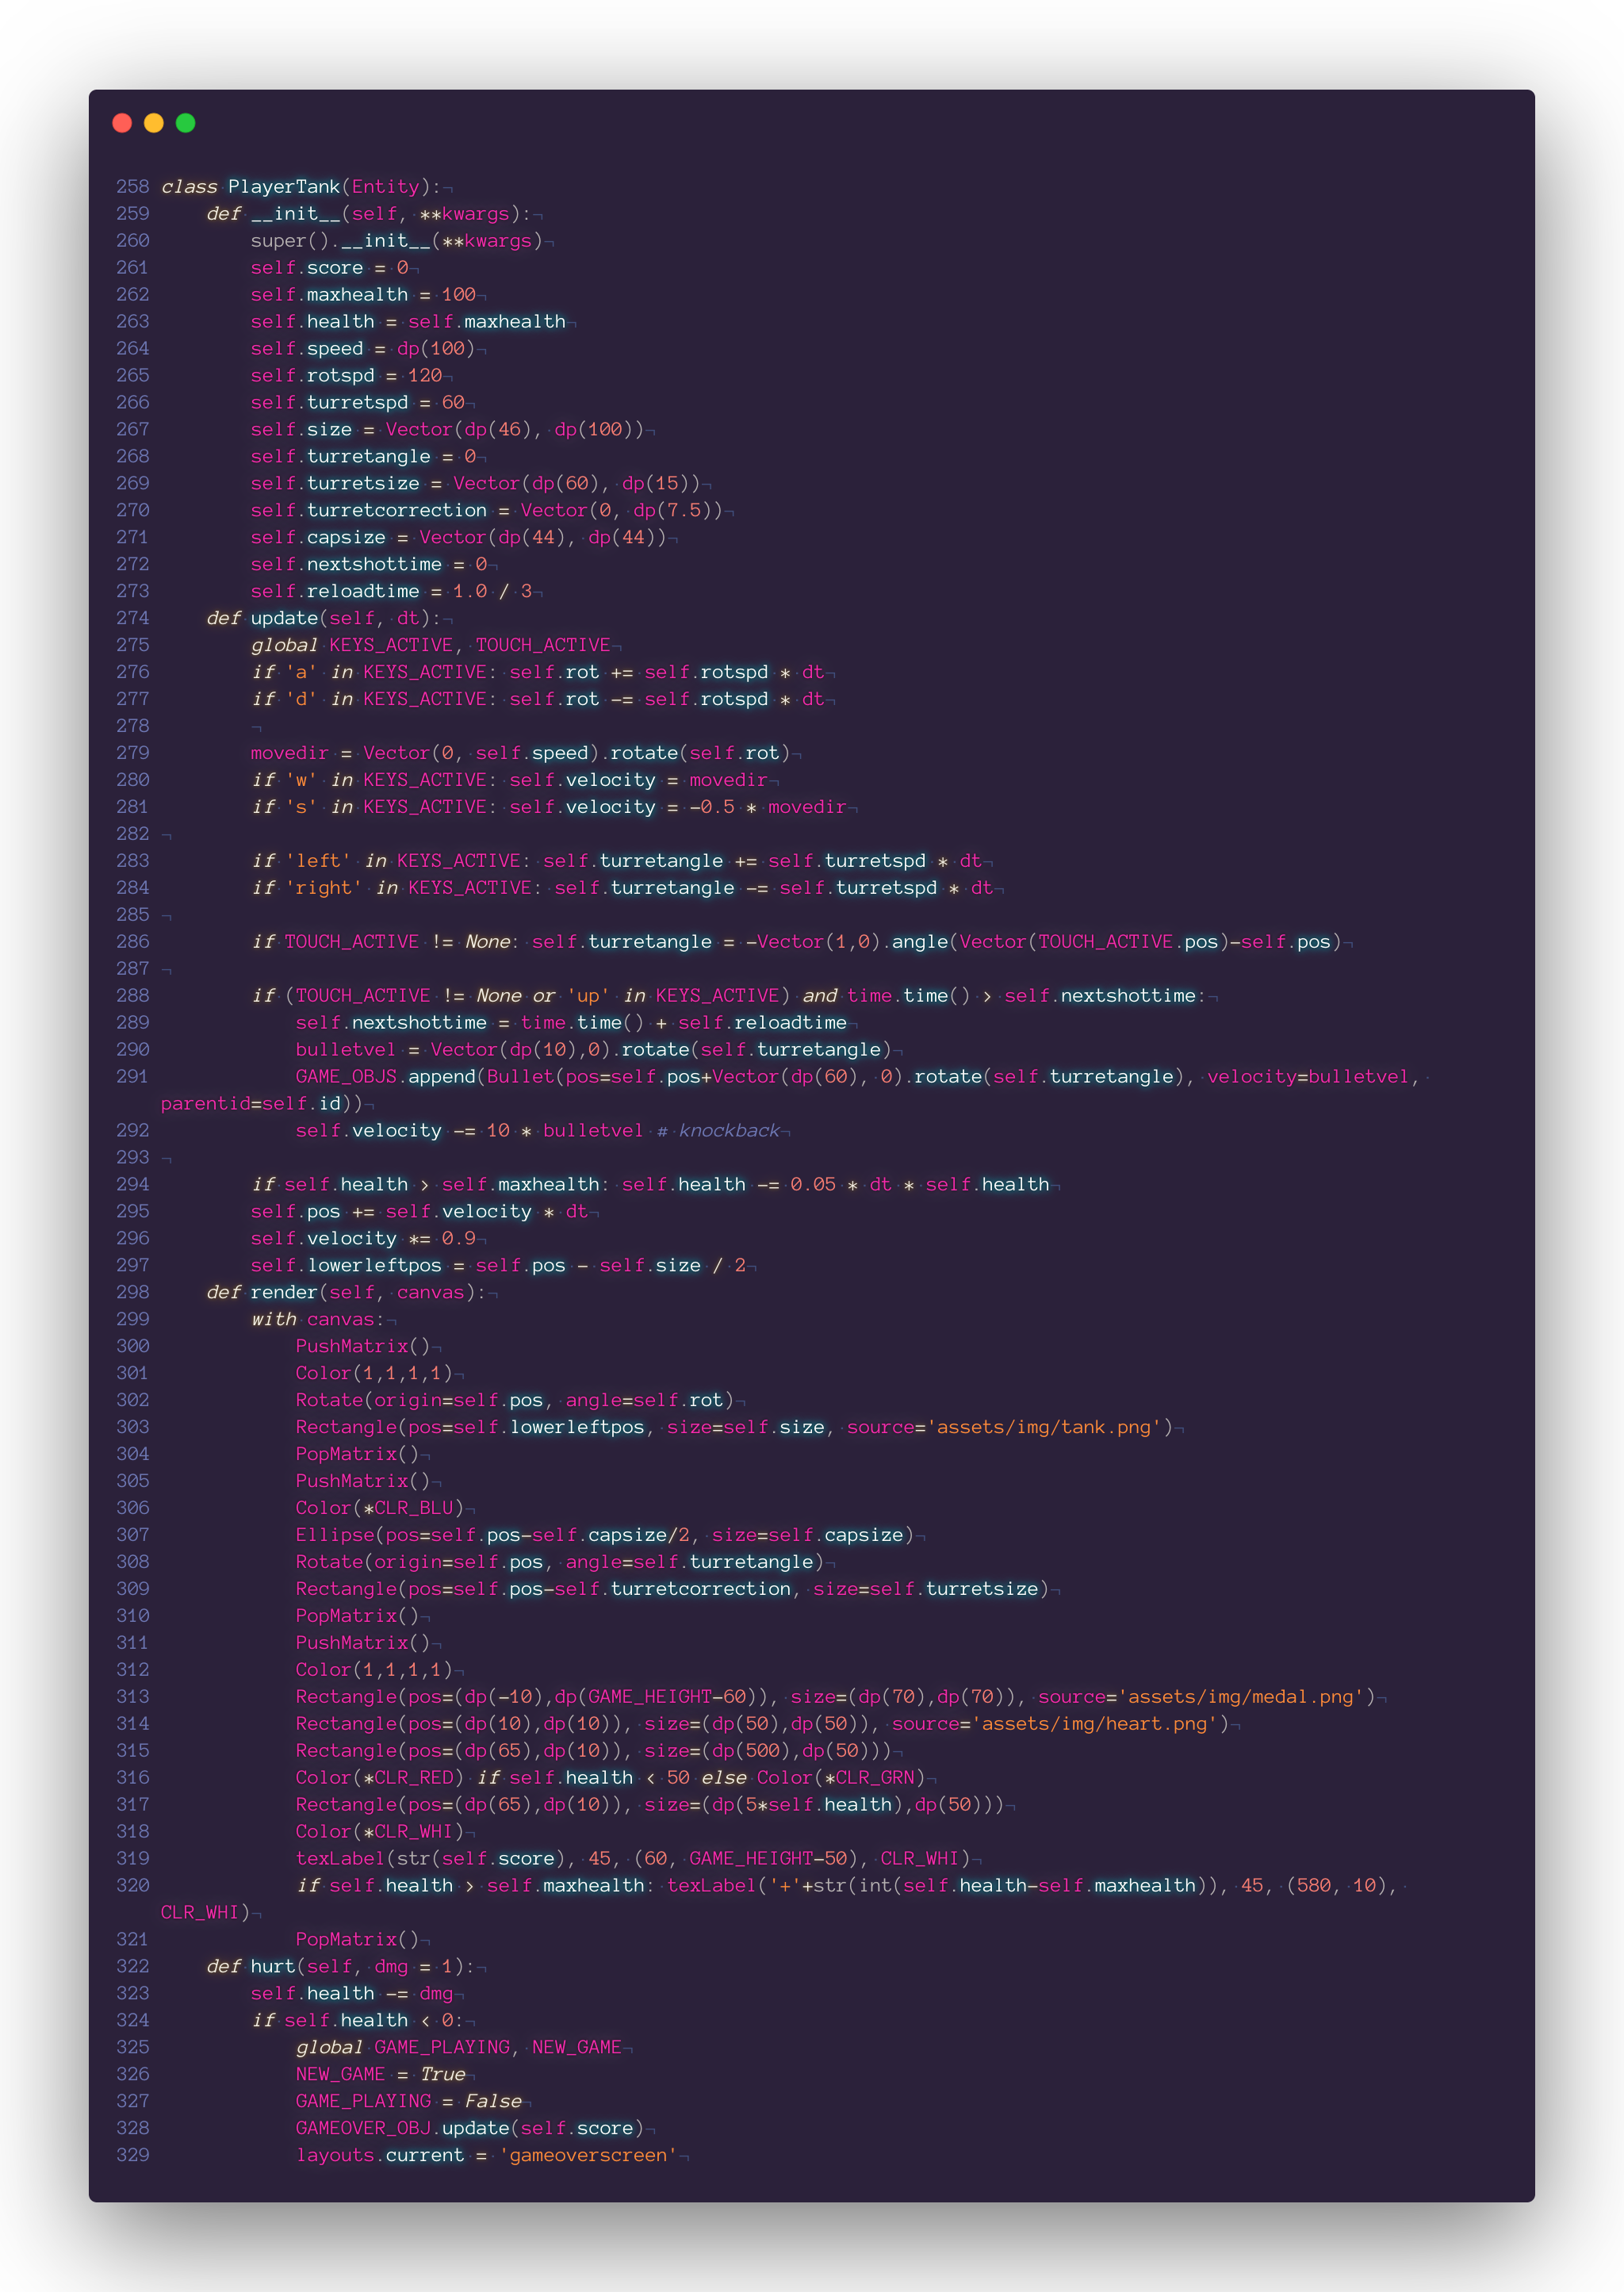 258 class PlayerTank(Entity):¬
259     def __init__(self, **kwargs):¬
260         super().__init__(**kwargs)¬
261         self.score = 0¬
262         self.maxhealth = 100¬
263         self.health = self.maxhealth¬
264         self.speed = dp(100)¬
265         self.rotspd = 120¬
266         self.turretspd = 60¬
267         self.size = Vector(dp(46), dp(100))¬
268         self.turretangle = 0¬
269         self.turretsize = Vector(dp(60), dp(15))¬
270         self.turretcorrection = Vector(0, dp(7.5))¬
271         self.capsize = Vector(dp(44), dp(44))¬
272         self.nextshottime = 0¬
273         self.reloadtime = 1.0 / 3¬
274     def update(self, dt):¬
275         global KEYS_ACTIVE, TOUCH_ACTIVE¬
276         if 'a' in KEYS_ACTIVE: self.rot += self.rotspd * dt¬
277         if 'd' in KEYS_ACTIVE: self.rot -= self.rotspd * dt¬
278         ¬
279         movedir = Vector(0, self.speed).rotate(self.rot)¬
280         if 'w' in KEYS_ACTIVE: self.velocity = movedir¬
281         if 's' in KEYS_ACTIVE: self.velocity = -0.5 * movedir¬
282 ¬
283         if 'left' in KEYS_ACTIVE: self.turretangle += self.turretspd * dt¬
284         if 'right' in KEYS_ACTIVE: self.turretangle -= self.turretspd * dt¬
285 ¬
286         if TOUCH_ACTIVE != None: self.turretangle = -Vector(1,0).angle(Vector(TOUCH_ACTIVE.pos)-self.pos)¬
287 ¬
288         if (TOUCH_ACTIVE != None or 'up' in KEYS_ACTIVE) and time.time() > self.nextshottime:¬
289             self.nextshottime = time.time() + self.reloadtime¬
290             bulletvel = Vector(dp(10),0).rotate(self.turretangle)¬
291             GAME_OBJS.append(Bullet(pos=self.pos+Vector(dp(60), 0).rotate(self.turretangle), velocity=bulletvel,
parentid=self.id))¬
292             self.velocity -= 10 * bulletvel # knockback¬
293 ¬
294         if self.health > self.maxhealth: self.health -= 0.05 * dt * self.health¬
295         self.pos += self.velocity * dt¬
296         self.velocity *= 0.9¬
297         self.lowerleftpos = self.pos - self.size / 2¬
298     def render(self, canvas):¬
299         with canvas:¬
300             PushMatrix()¬
301             Color(1,1,1,1)¬
302             Rotate(origin=self.pos, angle=self.rot)¬
303             Rectangle(pos=self.lowerleftpos, size=self.size, source='assets/img/tank.png')¬
304             PopMatrix()¬
305             PushMatrix()¬
306             Color(*CLR_BLU)¬
307             Ellipse(pos=self.pos-self.capsize/2, size=self.capsize)¬
308             Rotate(origin=self.pos, angle=self.turretangle)¬
309             Rectangle(pos=self.pos-self.turretcorrection, size=self.turretsize)¬
310             PopMatrix()¬
311             PushMatrix()¬
312             Color(1,1,1,1)¬
313             Rectangle(pos=(dp(-10),dp(GAME_HEIGHT-60)), size=(dp(70),dp(70)), source='assets/img/medal.png')¬
314             Rectangle(pos=(dp(10),dp(10)), size=(dp(50),dp(50)), source='assets/img/heart.png')¬
315             Rectangle(pos=(dp(65),dp(10)), size=(dp(500),dp(50)))¬
316             Color(*CLR_RED) if self.health < 50 else Color(*CLR_GRN)¬
317             Rectangle(pos=(dp(65),dp(10)), size=(dp(5*self.health),dp(50)))¬
318             Color(*CLR_WHI)¬
319             texLabel(str(self.score), 45, (60, GAME_HEIGHT-50), CLR_WHI)¬
320             if self.health > self.maxhealth: texLabel('+'+str(int(self.health-self.maxhealth)), 45, (580, 10),
CLR_WHI)¬
321             PopMatrix()¬
322     def hurt(self, dmg = 1):¬
323         self.health -= dmg¬
324         if self.health < 0:¬
325             global GAME_PLAYING, NEW_GAME¬
326             NEW_GAME = True¬
327             GAME_PLAYING = False¬
328             GAMEOVER_OBJ.update(self.score)¬
329             layouts.current = 'gameoverscreen'¬